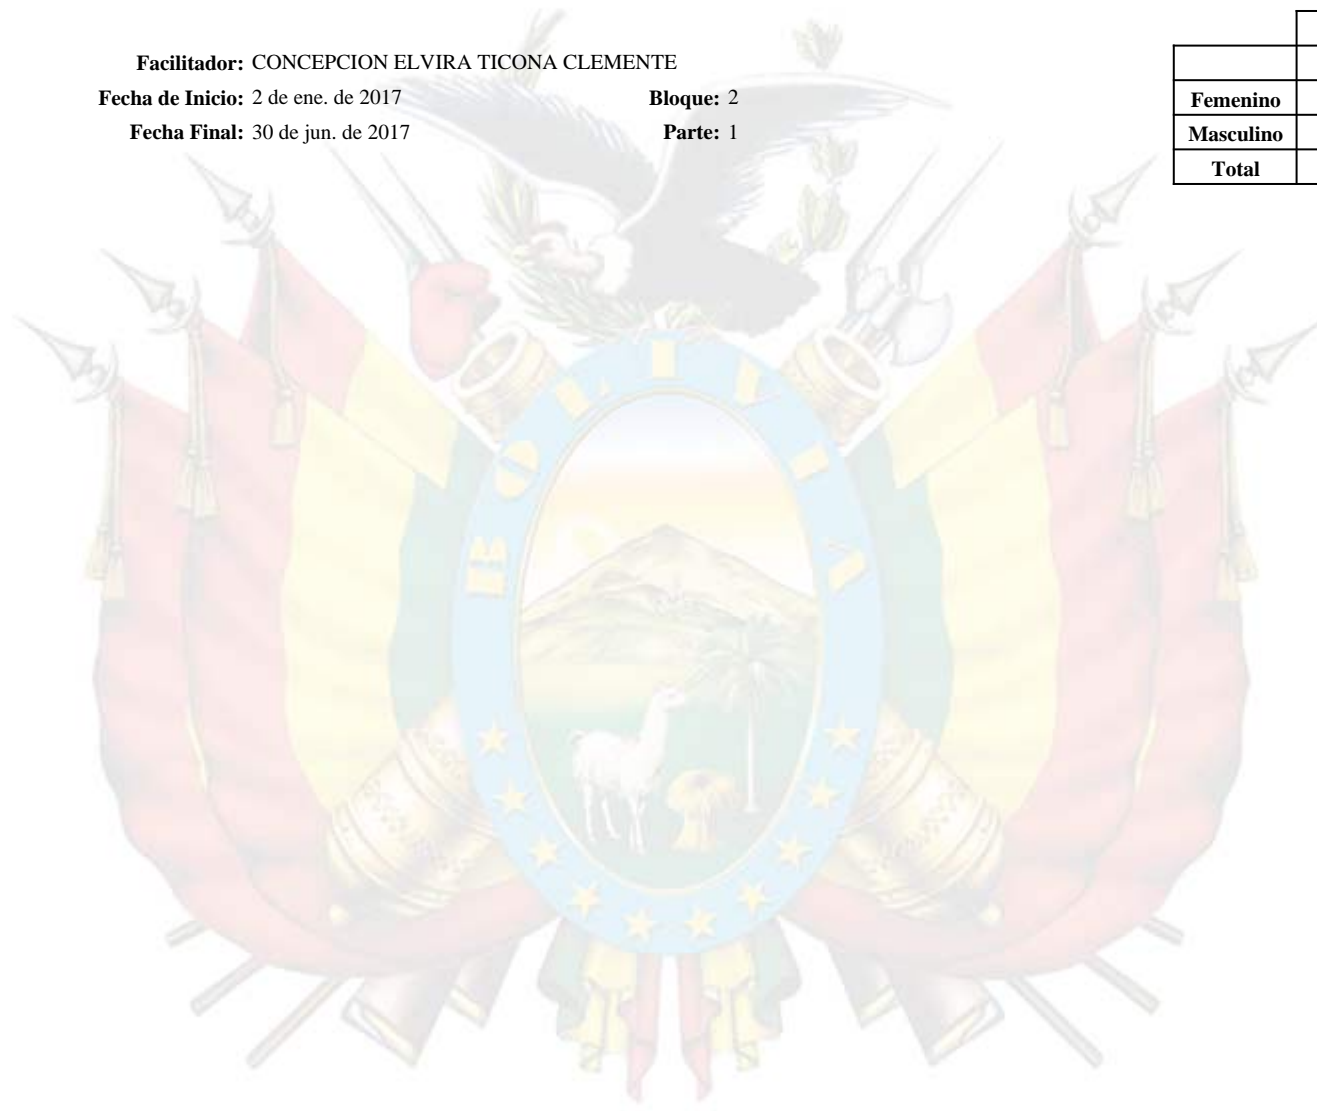 Facilitador: CONCEPCION ELVIRA TICONA CLEMENTE
Fecha de Inicio: 2 de ene. de 2017 Bloque: 2
Fecha Final: 30 de jun. de 2017 Parte: 1
Femenino
Masculino
Total
BOLIVIA